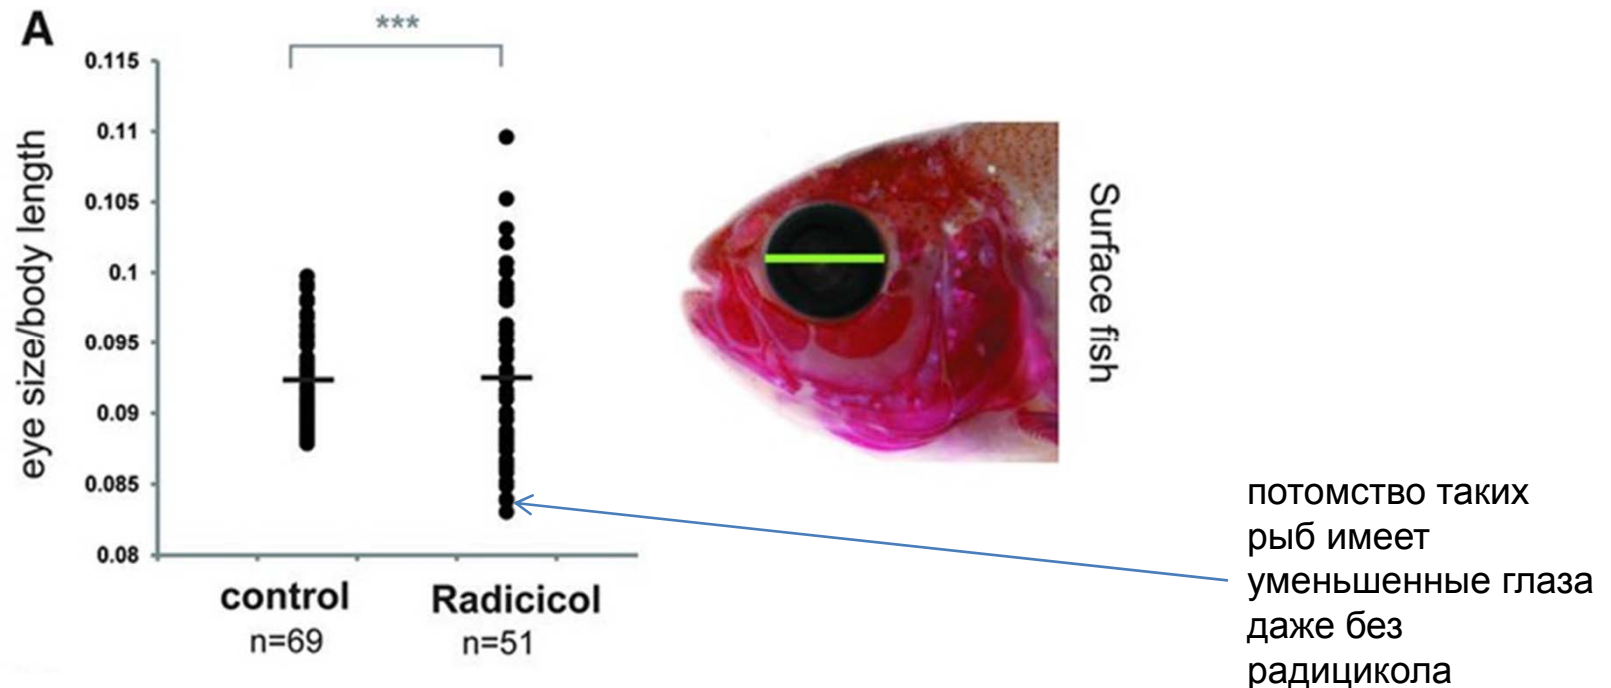 A
***
0.115
0.11
0.105
0.1
0.095
0.09
0.085
0.08
eye size/body length
control
n=69
Radicicol
n=51
Surface fish
потомство таких
рыб имеет
уменьшенные глаза
даже без
радицикола